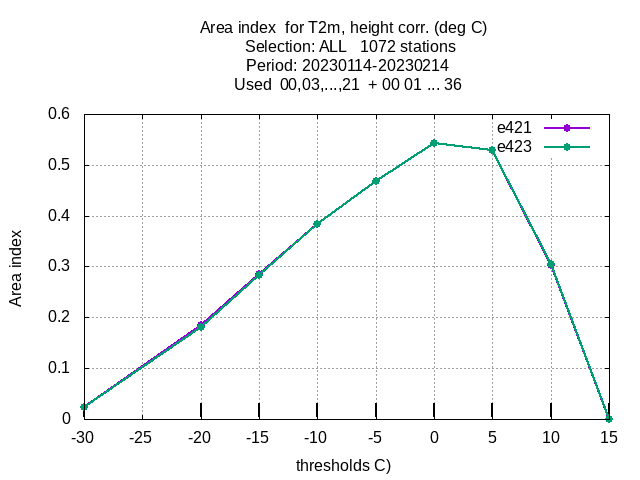 Area index  for T2m, height corr. (deg C)
Selection: ALL   1072 stations
Period: 20230114-20230214
Used  00,03,...,21  + 00 01 ... 36
0.6
0.5
0.4
0.3
0.2
0.1
0
Area index
e421
e423
-30 -25 -20 -15 -10 -5 0 5 10 15
thresholds C)